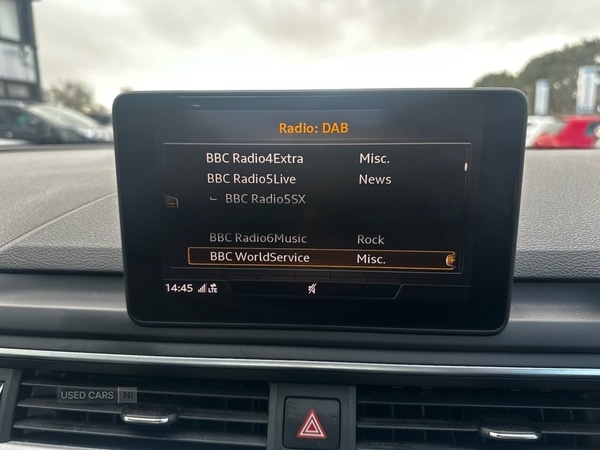 Radio: DAB
BBC Radio4Extra Misc.
BBC Radio5Live News
BBC Radio5SX
BBC Radio6Music Rock
BBC WorldService Misc.
14:45 LTE
USED CARS NI